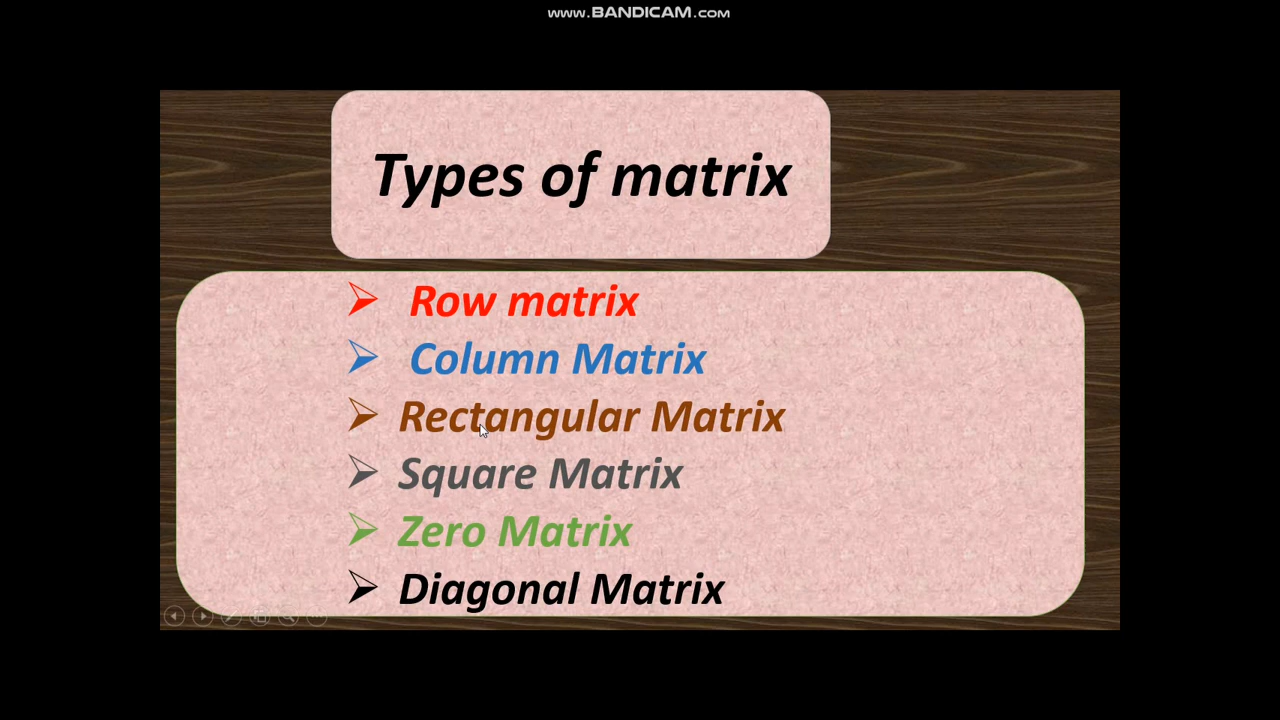 www.BANDICAM.com
Types of matrix
Row matrix
Column Matrix
Rectangular Matrix
Square Matrix
Zero Matrix
Diagonal Matrix